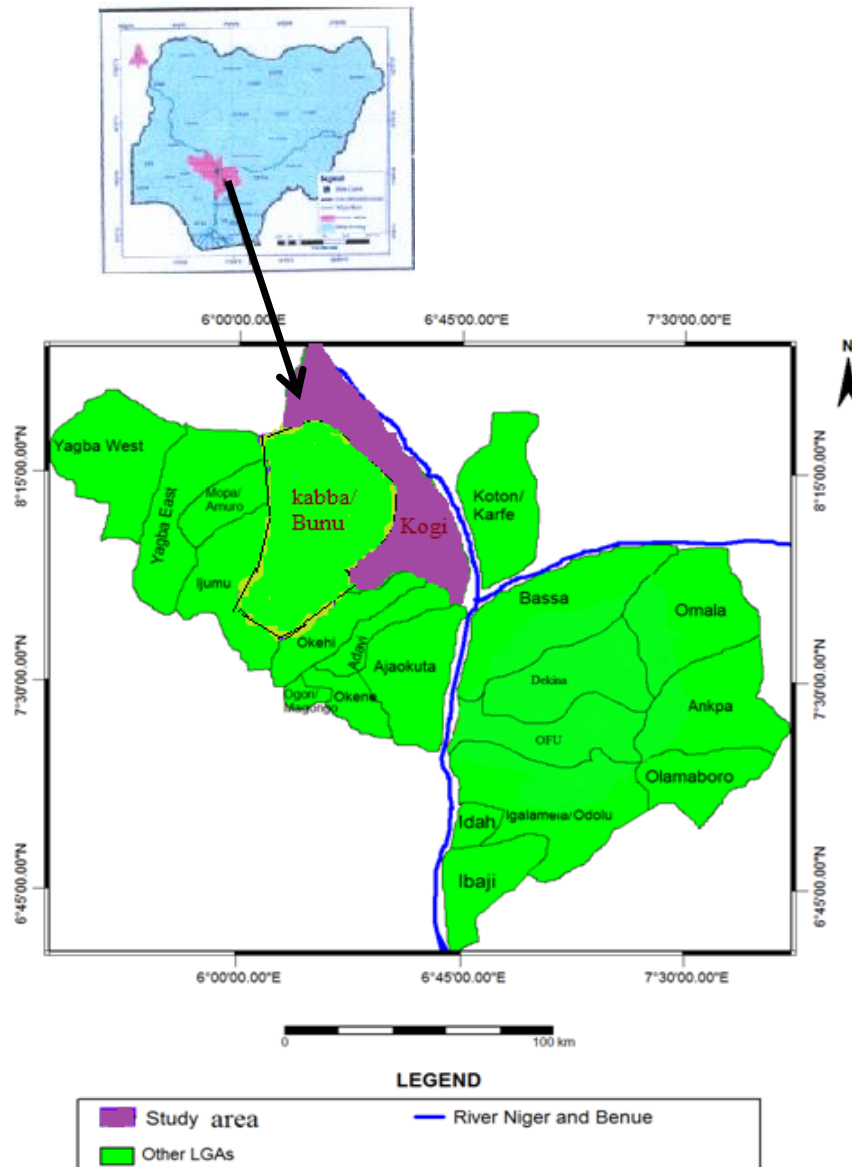 Legend
6°00'00.00"E
6°45'00.00"E
7°30'00.00"E
N
8°15'00.00"N
8°15'00.00"N
Yagba West
Yagba East
Mopa/
Amuro
Ijumu
kabba/
Bunu
Kogi
Koton/
Karfe
Okehi
Adayi
Ajaokuta
Ogori/
Magongo
Okene
Bassa
Omala
Dekina
Ankpa
OFU
Olamaboro
Idah
Igalameia/Odolu
Ibaji
7°30'00.00"N
7°30'00.00"N
6°45'00.00"N
6°45'00.00"N
6°00'00.00"E
6°45'00.00"E
7°30'00.00"E
0
100 km
LEGEND
Study area
River Niger and Benue
Other LGAs